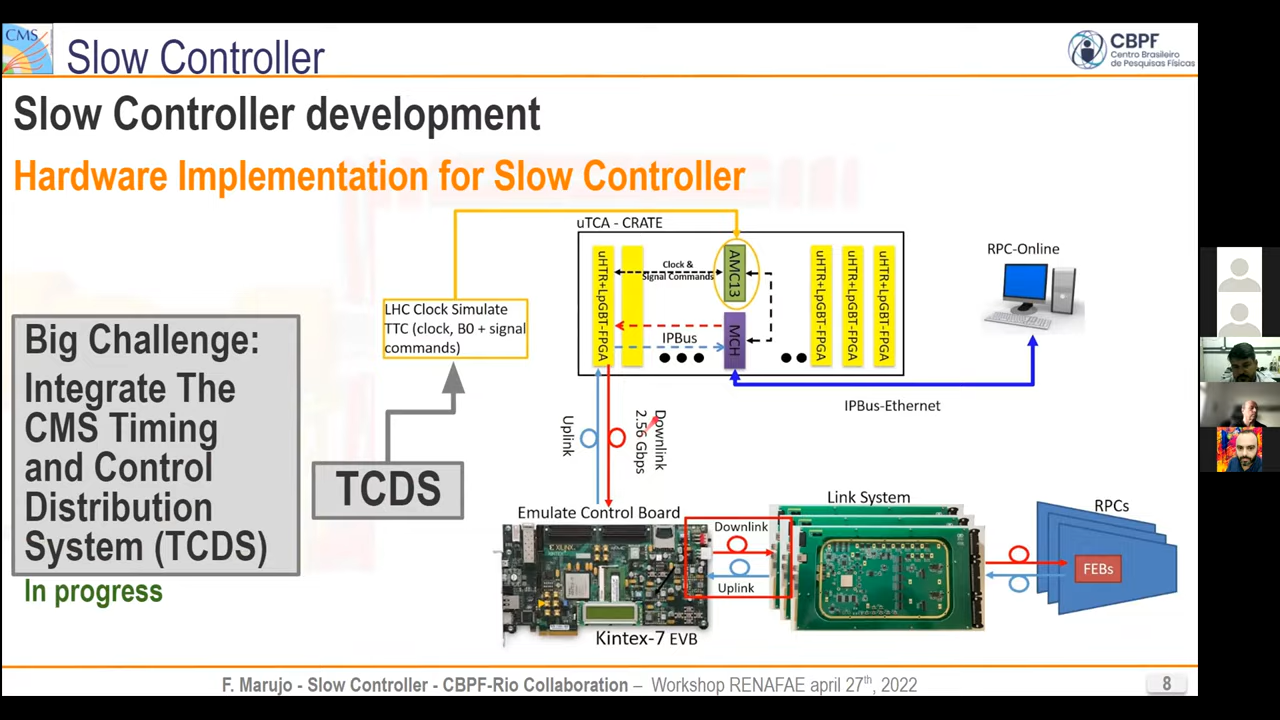 CMS
Slow Controller
CBPF
Centro Brasileiro
de Pesquisas Físicas
Slow Controller development
Hardware Implementation for Slow Controller
Big Challenge:
Integrate The
CMS Timing
and Control
Distribution
System (TCDS)
In progress
TCDS
LHC Clock Simulate
TTC (clock, B0 + signal
commands)
uTCA - CRATE
uHTR+LpGBT-FPGA
Clock &
Signal Commands
AMC13
MCH
IPBus
uHTR+LpGBT-FPGA
uHTR+LpGBT-FPGA
uHTR+LpGBT-FPGA
RPC-Online
IPBus-Ethernet
Uplink
Downlink
2.56 Gbps
Emulate Control Board
Kintex-7 EVB
Downlink
Uplink
Link System
RPCs
FEBs
F. Marujo - Slow Controller - CBPF-Rio Collaboration – Workshop RENAFAE april 27th, 2022
8